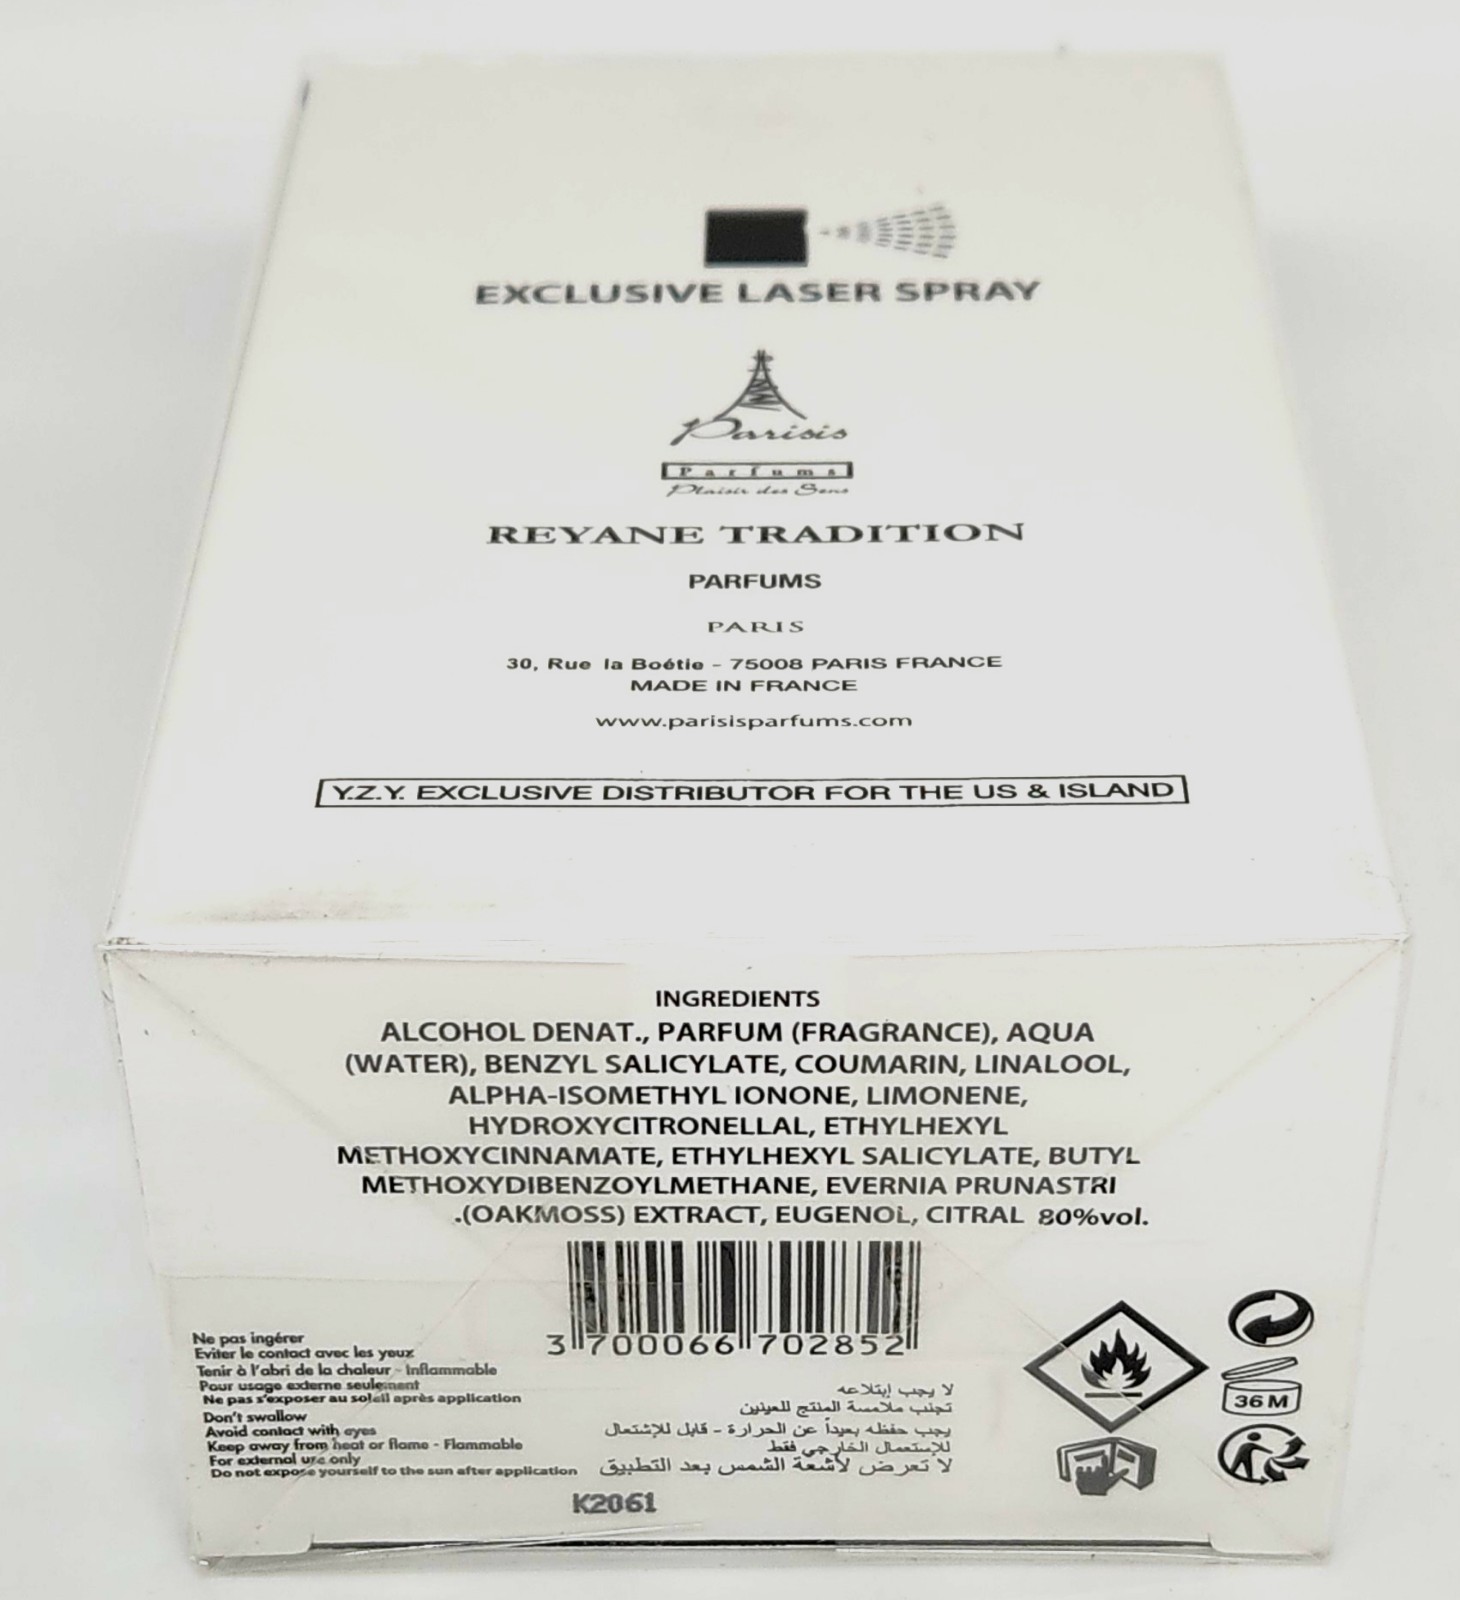 EXCLUSIVE LASER SPRAY
Parisis
Parfums
Plaisir des Sens
REYANE TRADITION
PARFUMS
PARIS
30, Rue la Boétie - 75008 PARIS FRANCE
MADE IN FRANCE
www.parisisparfums.com
Y.Z.Y. EXCLUSIVE DISTRIBUTOR FOR THE US & ISLAND
INGREDIENTS
ALCOHOL DENAT., PARFUM (FRAGRANCE), AQUA
(WATER), BENZYL SALICYLATE, COUMARIN, LINALOOL,
ALPHA-ISOMETHYL IONONE, LIMONENE,
HYDROXYCITRONELLAL, ETHYLHEXYL
METHOXYCINNAMATE, ETHYLHEXYL SALICYLATE, BUTYL
METHOXYDIBENZOYLMETHANE, EVERNIA PRUNASTRI
.(OAKMOSS) EXTRACT, EUGENOL, CITRAL 80%vol.
3 700066 702852
Ne pas ingérer
Eviter le contact avec les yeux
Tenir à l'abri de la chaleur - Inflammable
Pour usage externe seulement
Ne pas s'exposer au soleil après application
Don't swallow
Avoid contact with eyes
Keep away from heat or flame - Flammable
For external use only
Do not expose yourself to the sun after application
لا يجب إبتلاعه
تجنب ملامسة المنتج للعينين
يجب حفظه بعيداً عن الحرارة - قابل للإشتعال
للإستعمال الخارجي فقط
لا تعرض لأشعة الشمس بعد التطبيق
36 M
K2061